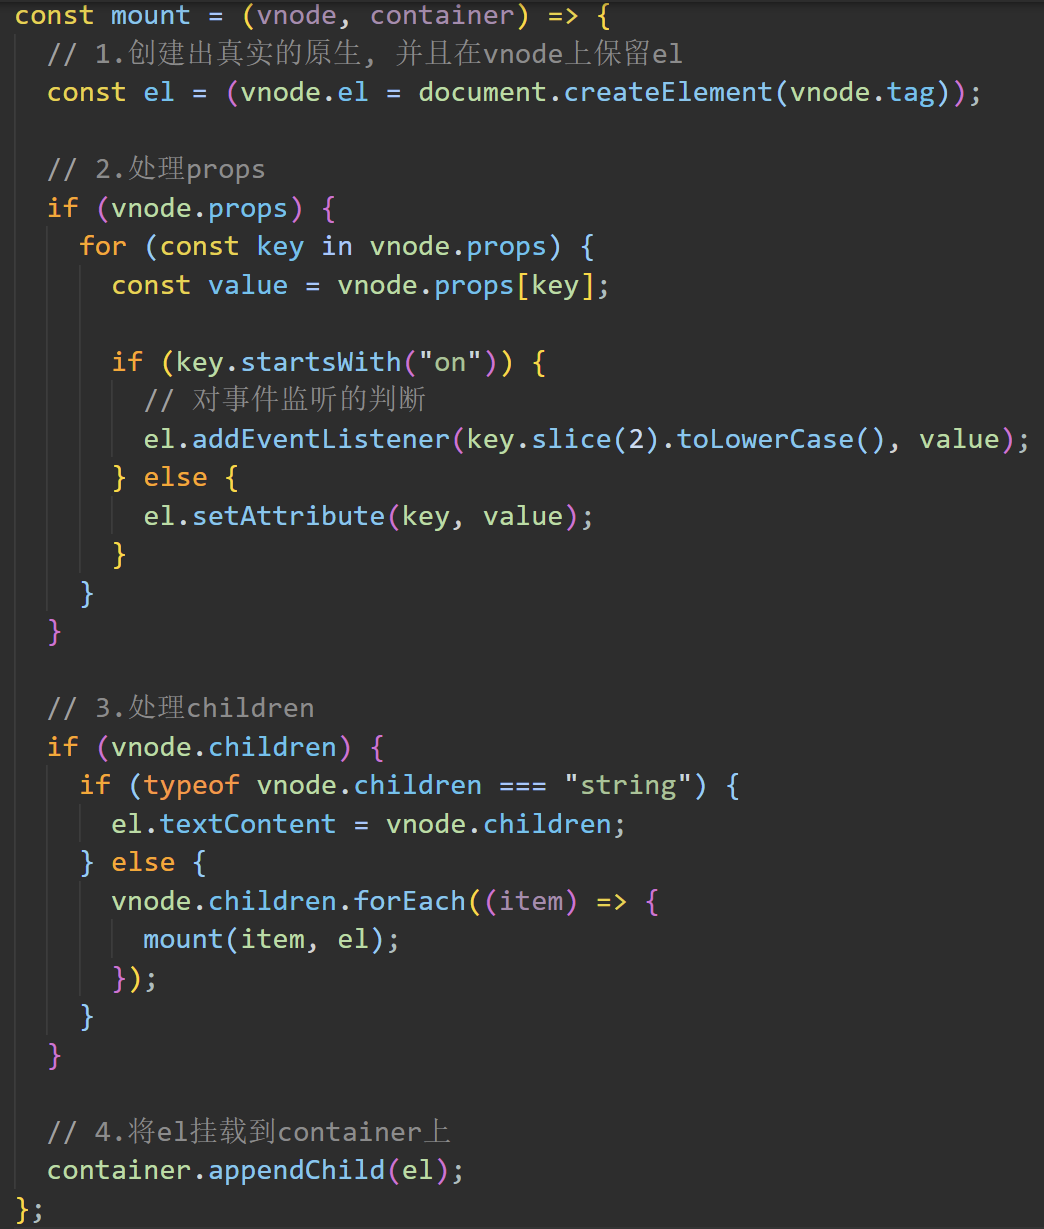 const mount = (vnode, container) => {
// 1.创建出真实的原生, 并且在vnode上保留el
const el = (vnode.el = document.createElement(vnode.tag));
// 2.处理props
if (vnode.props) {
for (const key in vnode.props) {
const value = vnode.props[key];
if (key.startsWith("on")) {
// 对事件监听的判断
el.addEventListener(key.slice(2).toLowerCase(), value);
} else {
el.setAttribute(key, value);
}
}
}
// 3.处理children
if (vnode.children) {
if (typeof vnode.children === "string") {
el.textContent = vnode.children;
} else {
vnode.children.forEach((item) => {
mount(item, el);
});
}
}
// 4.将el挂载到container上
container.appendChild(el);
};